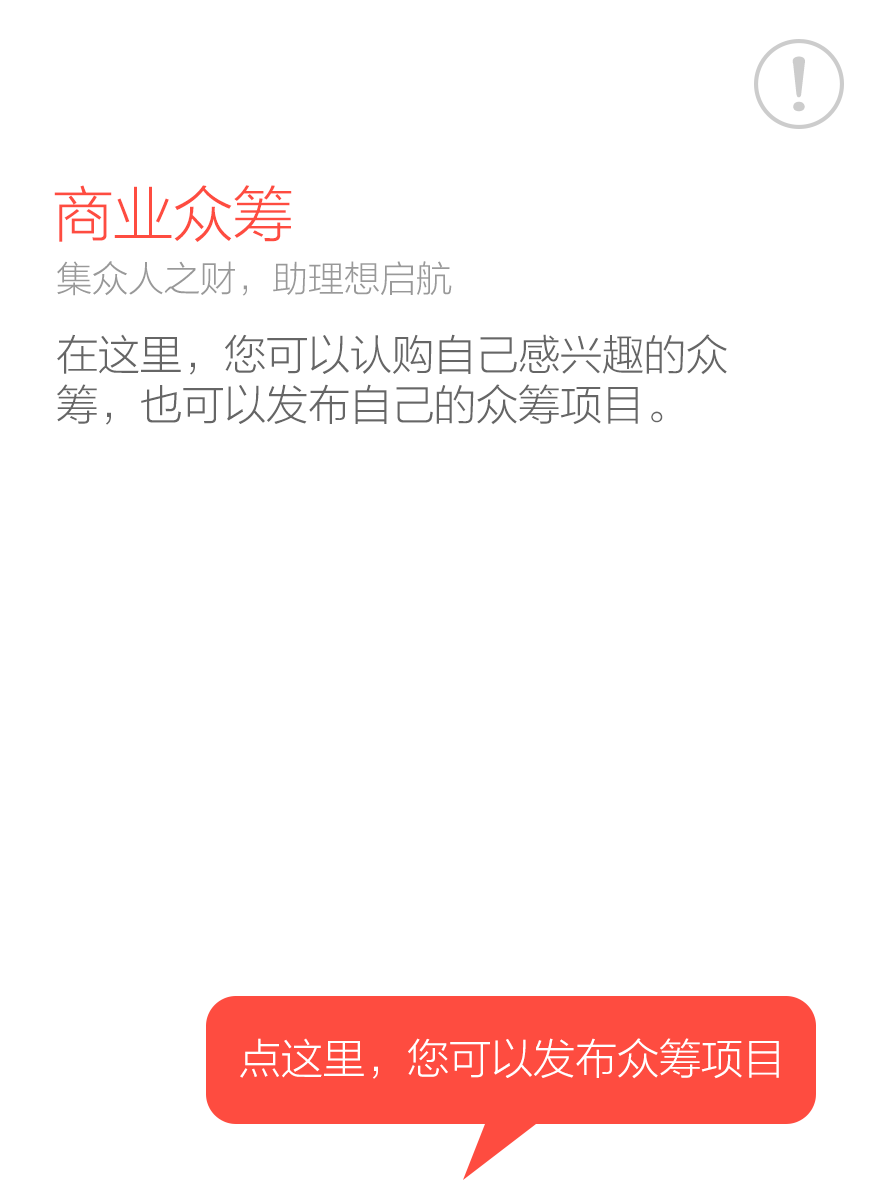 !
商业众筹
集众人之财，助理想启航
在这里，您可以认购自己感兴趣的众
筹，也可以发布自己的众筹项目。
点这里，您可以发布众筹项目